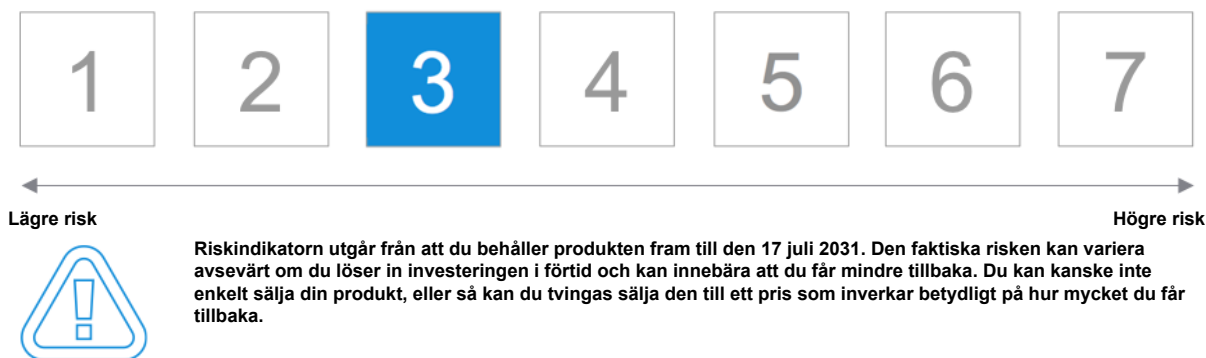 1 2 3 4 5 6 7
Lägre risk Högre risk
Riskindikatorn utgår från att du behåller produkten fram till den 17 juli 2031. Den faktiska risken kan variera
avsevärt om du löser in investeringen i förtid och kan innebära att du får mindre tillbaka. Du kan kanske inte
enkelt sälja din produkt, eller så kan du tvingas sälja den till ett pris som inverkar betydligt på hur mycket du får
tillbaka.